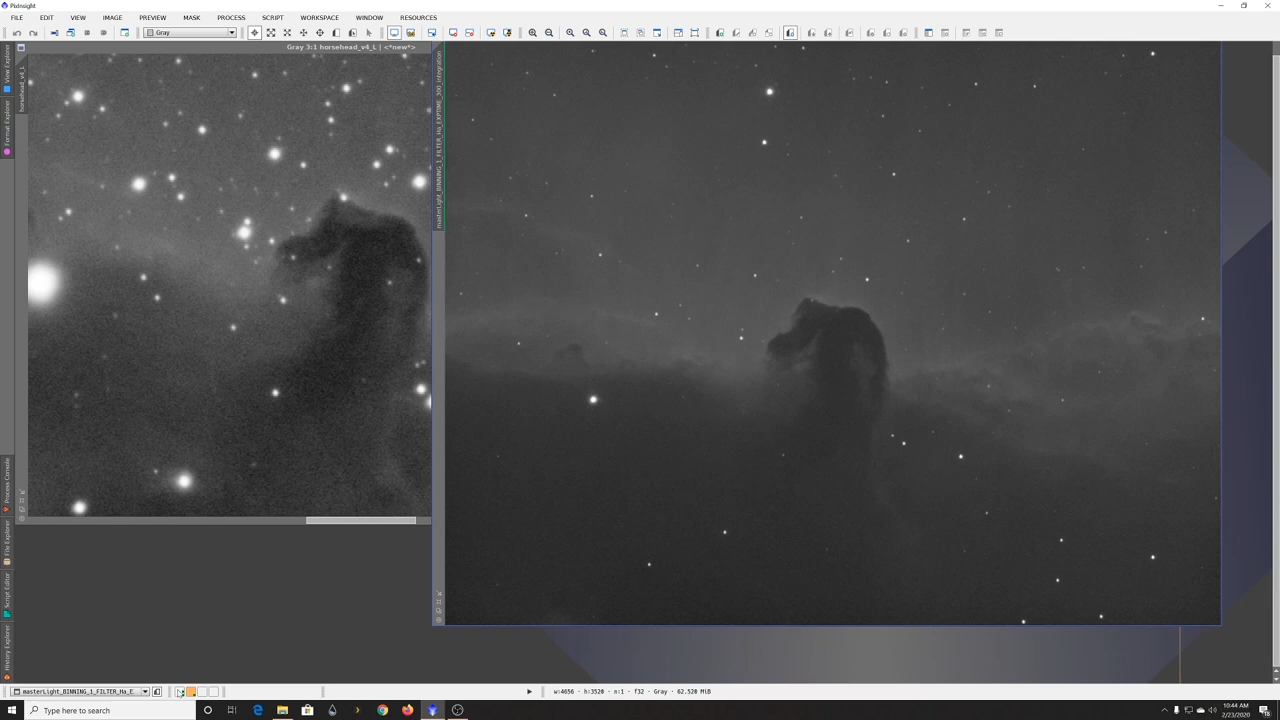 PixInsight
FILE EDIT VIEW IMAGE PREVIEW MASK PROCESS SCRIPT WORKSPACE WINDOW RESOURCES
Gray
Gray 3:1 horsehead_v4_L | <*new*>
View Explorer
Format Explorer
Process Console
File Explorer
Script Editor
History Explorer
horsehead_v4_L
masterLight_BINNING_1_FILTER_Ha_EXPTIME_300_integration
masterLight_BINNING_1_FILTER_Ha_E...
w:4656 · h:3520 · n:1 · f32 · Gray · 62.520 MiB
Type here to search
10:44 AM
2/23/2020